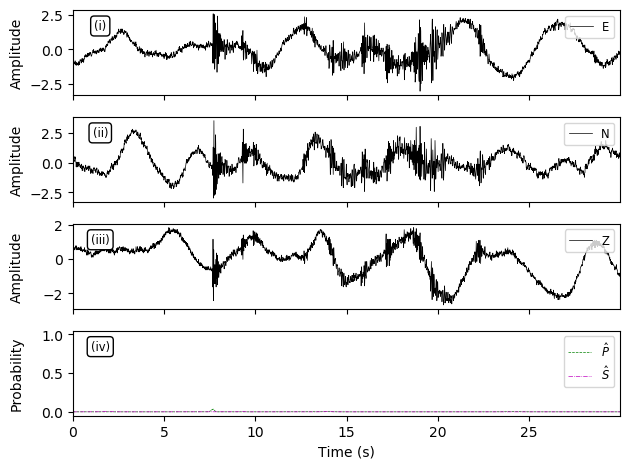 2.5
0.0
−2.5
Amplitude
(i)
E
2.5
0.0
−2.5
Amplitude
(ii)
N
2
0
−2
Amplitude
(iii)
Z
1.0
0.5
0.0
Probability
(iv)
P̂
Ŝ
0 5 10 15 20 25
Time (s)